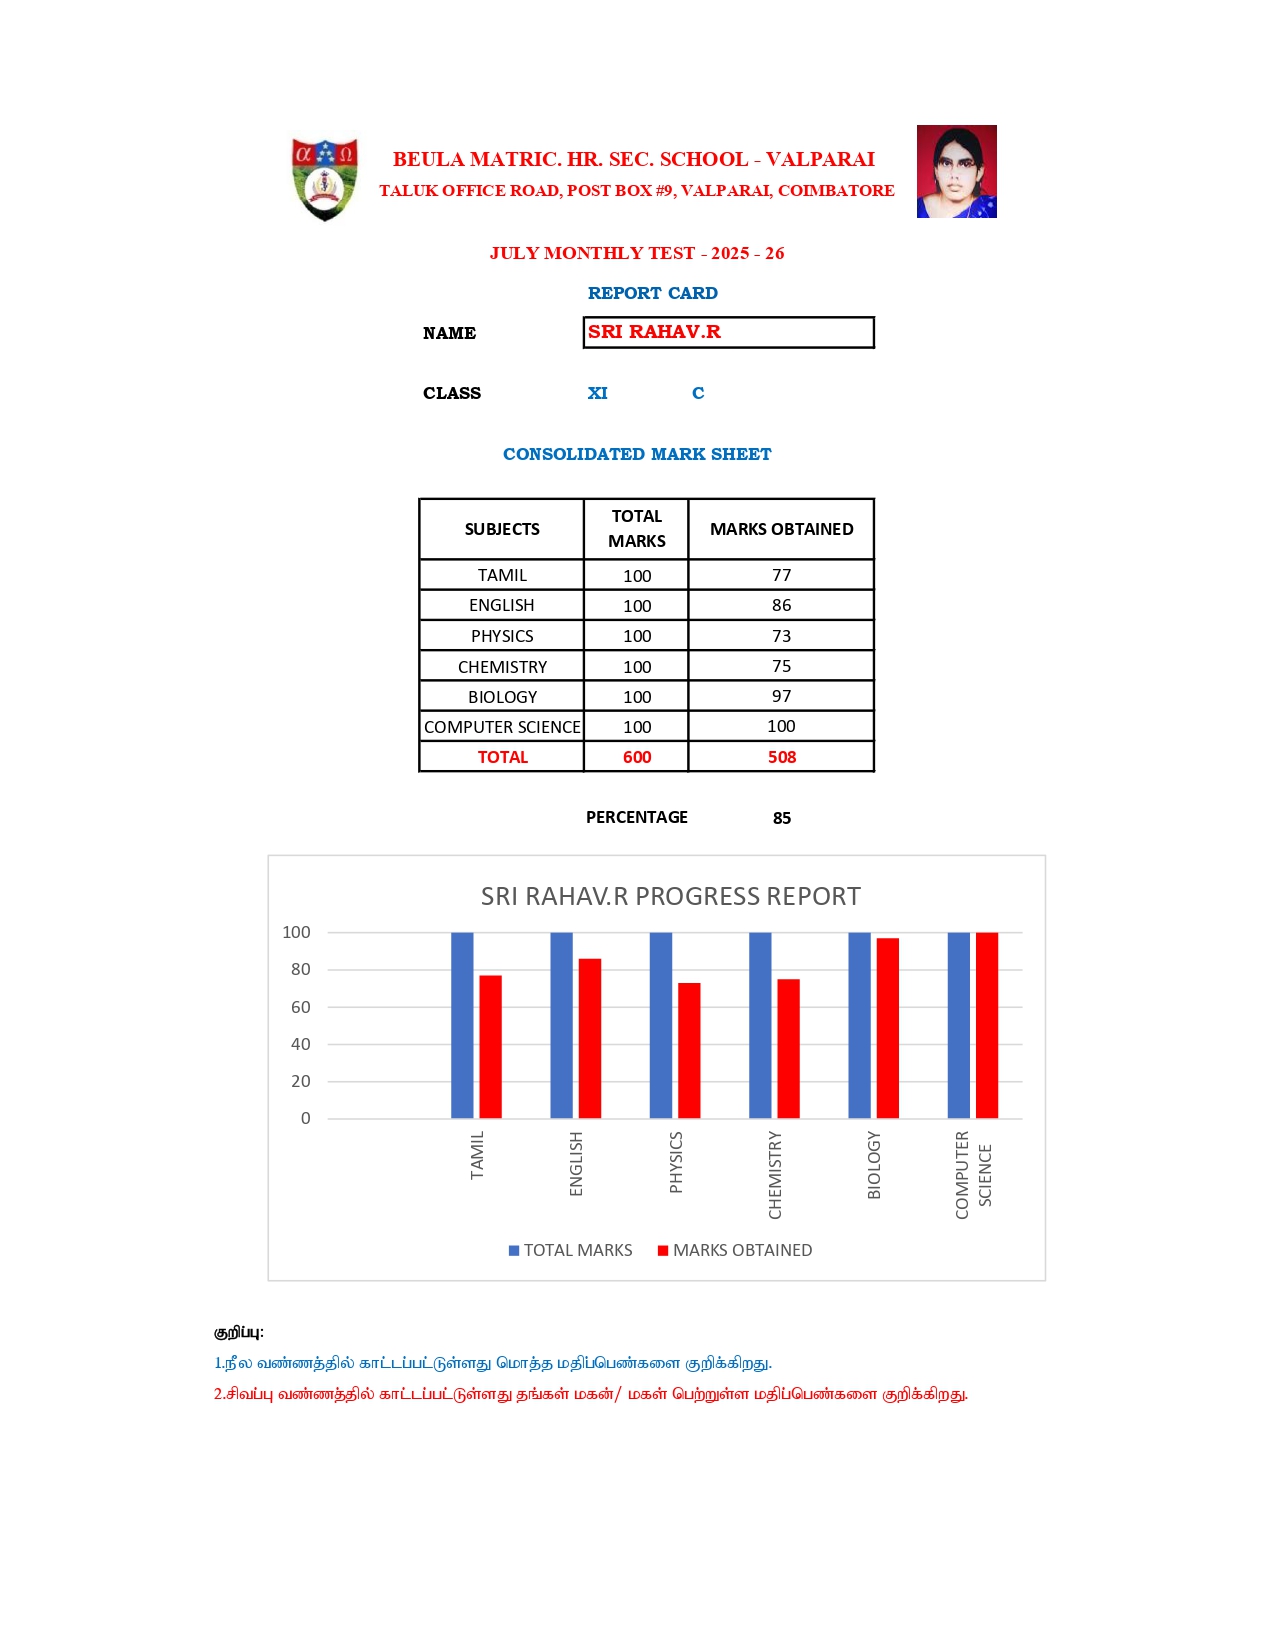 α Ω
BEULA MATRIC. HR. SEC. SCHOOL - VALPARAI
TALUK OFFICE ROAD, POST BOX #9, VALPARAI, COIMBATORE
JULY MONTHLY TEST - 2025 - 26
REPORT CARD
NAME SRI RAHAV.R
CLASS XI C
CONSOLIDATED MARK SHEET
SUBJECTS TOTAL MARKS MARKS OBTAINED
TAMIL 100 77
ENGLISH 100 86
PHYSICS 100 73
CHEMISTRY 100 75
BIOLOGY 100 97
COMPUTER SCIENCE 100 100
TOTAL 600 508
PERCENTAGE 85
SRI RAHAV.R PROGRESS REPORT
100
80
60
40
20
0
TAMIL
ENGLISH
PHYSICS
CHEMISTRY
BIOLOGY
COMPUTER
SCIENCE
TOTAL MARKS MARKS OBTAINED
குறிப்பு:
1.நீல வண்ணத்தில் காட்டப்பட்டுள்ளது மொத்த மதிப்பெண்களை குறிக்கிறது.
2.சிவப்பு வண்ணத்தில் காட்டப்பட்டுள்ளது தங்கள் மகன்/ மகள் பெற்றுள்ள மதிப்பெண்களை குறிக்கிறது.